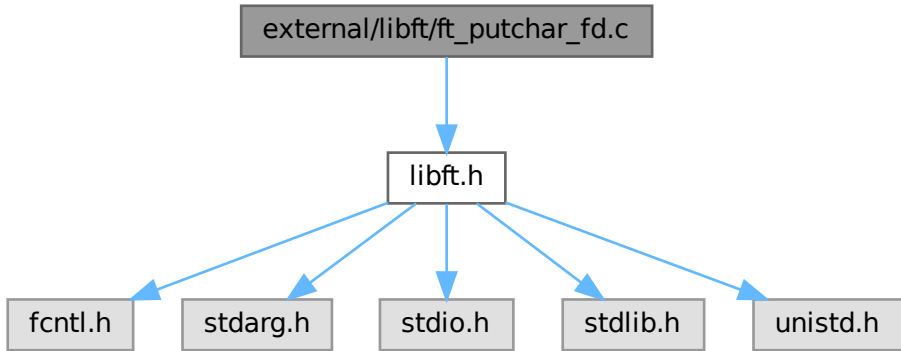 external/libft/ft_putchar_fd.c
libft.h
fcntl.h
stdarg.h
stdio.h
stdlib.h
unistd.h